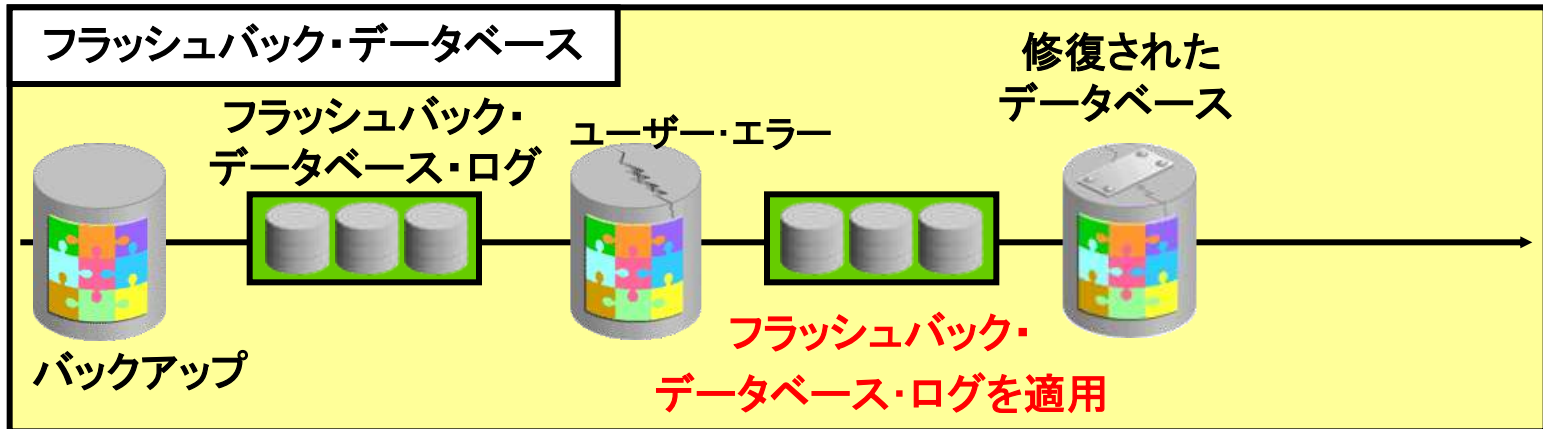 フラッシュバック・データベース
フラッシュバック・
データベース・ログ
ユーザー・エラー
修復された
データベース
バックアップ
フラッシュバック・
データベース・ログを適用